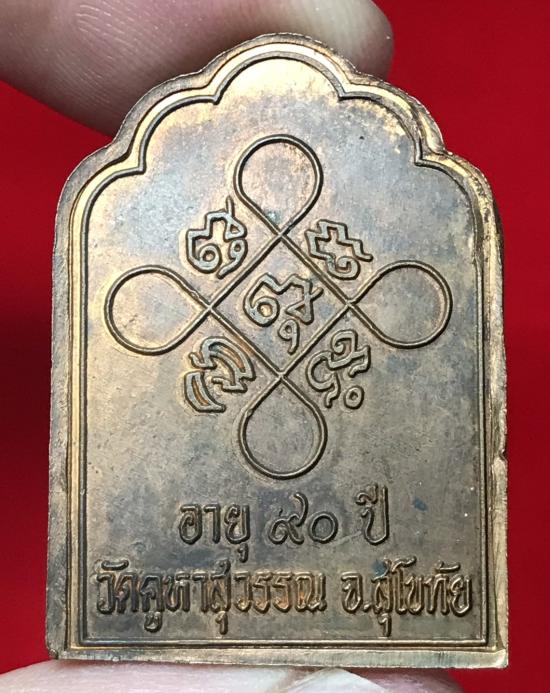 อายุ ๙๐ ปี
วัดคูหาสุวรรณ จ.สุโขทัย